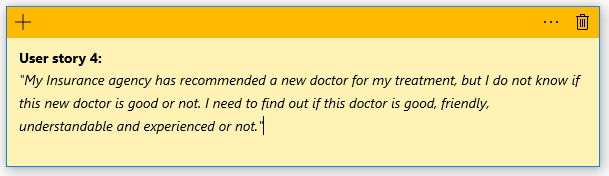 User story 4:
"My Insurance agency has recommended a new doctor for my treatment, but I do not know if
this new doctor is good or not. I need to find out if this doctor is good, friendly,
understandable and experienced or not."